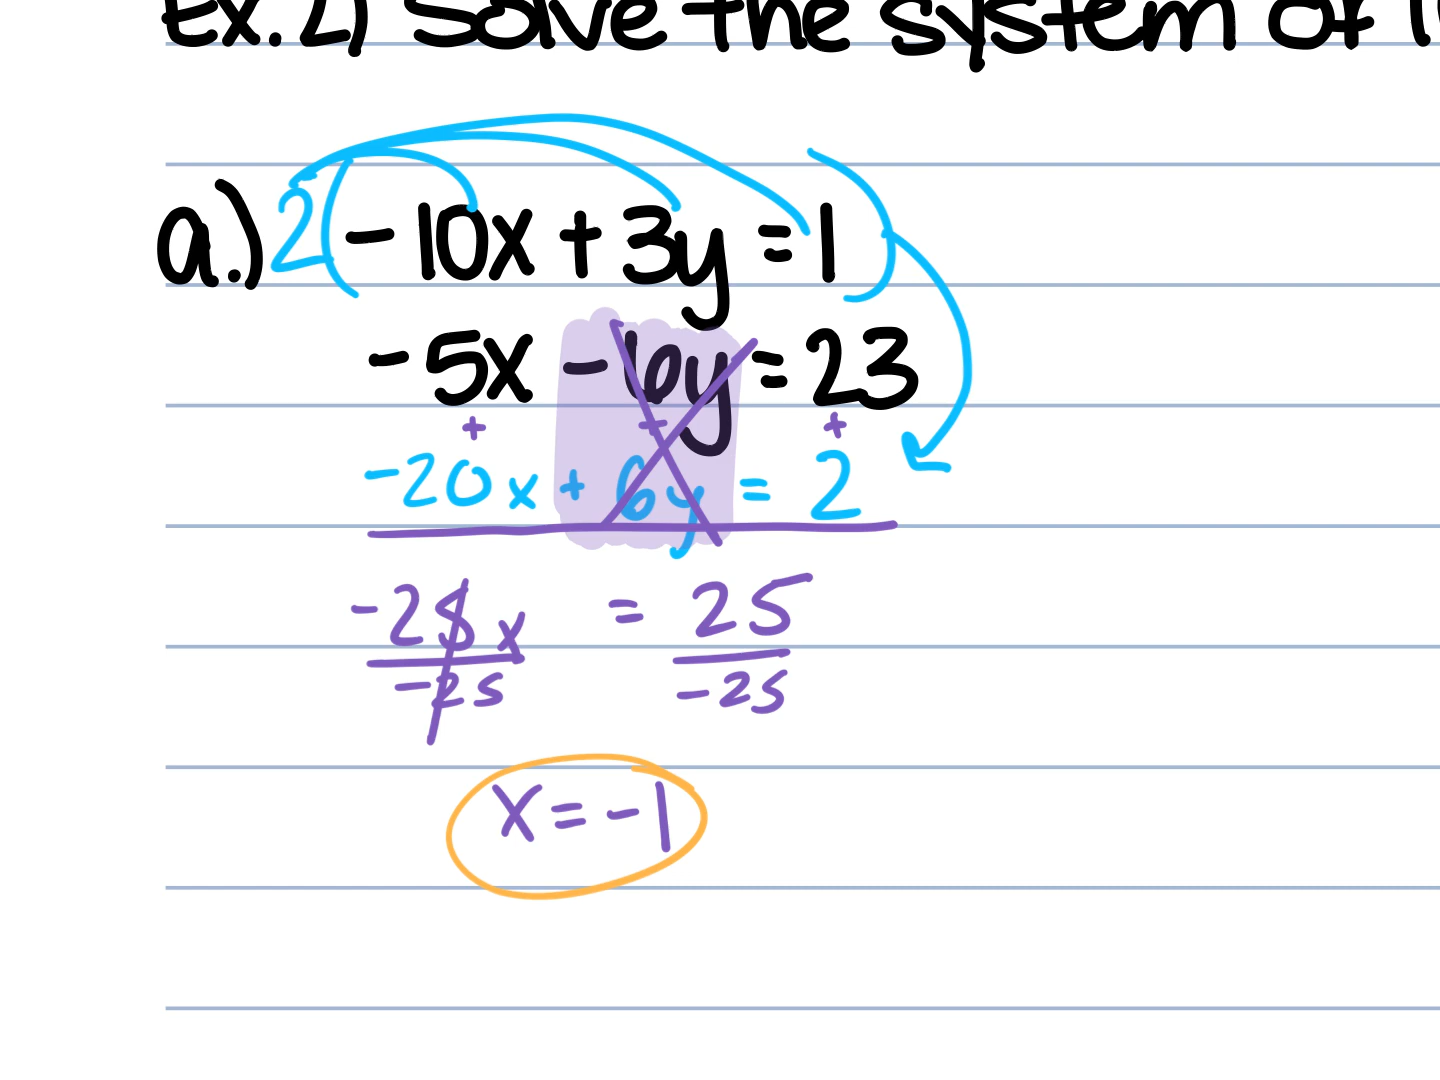 Ex. 2) Solve the system of
a.) 2(-10x + 3y = 1)
-5x - 6y = 23
+ + +
-20x + 6y = 2
-25x = 25
-25 -25
x = -1